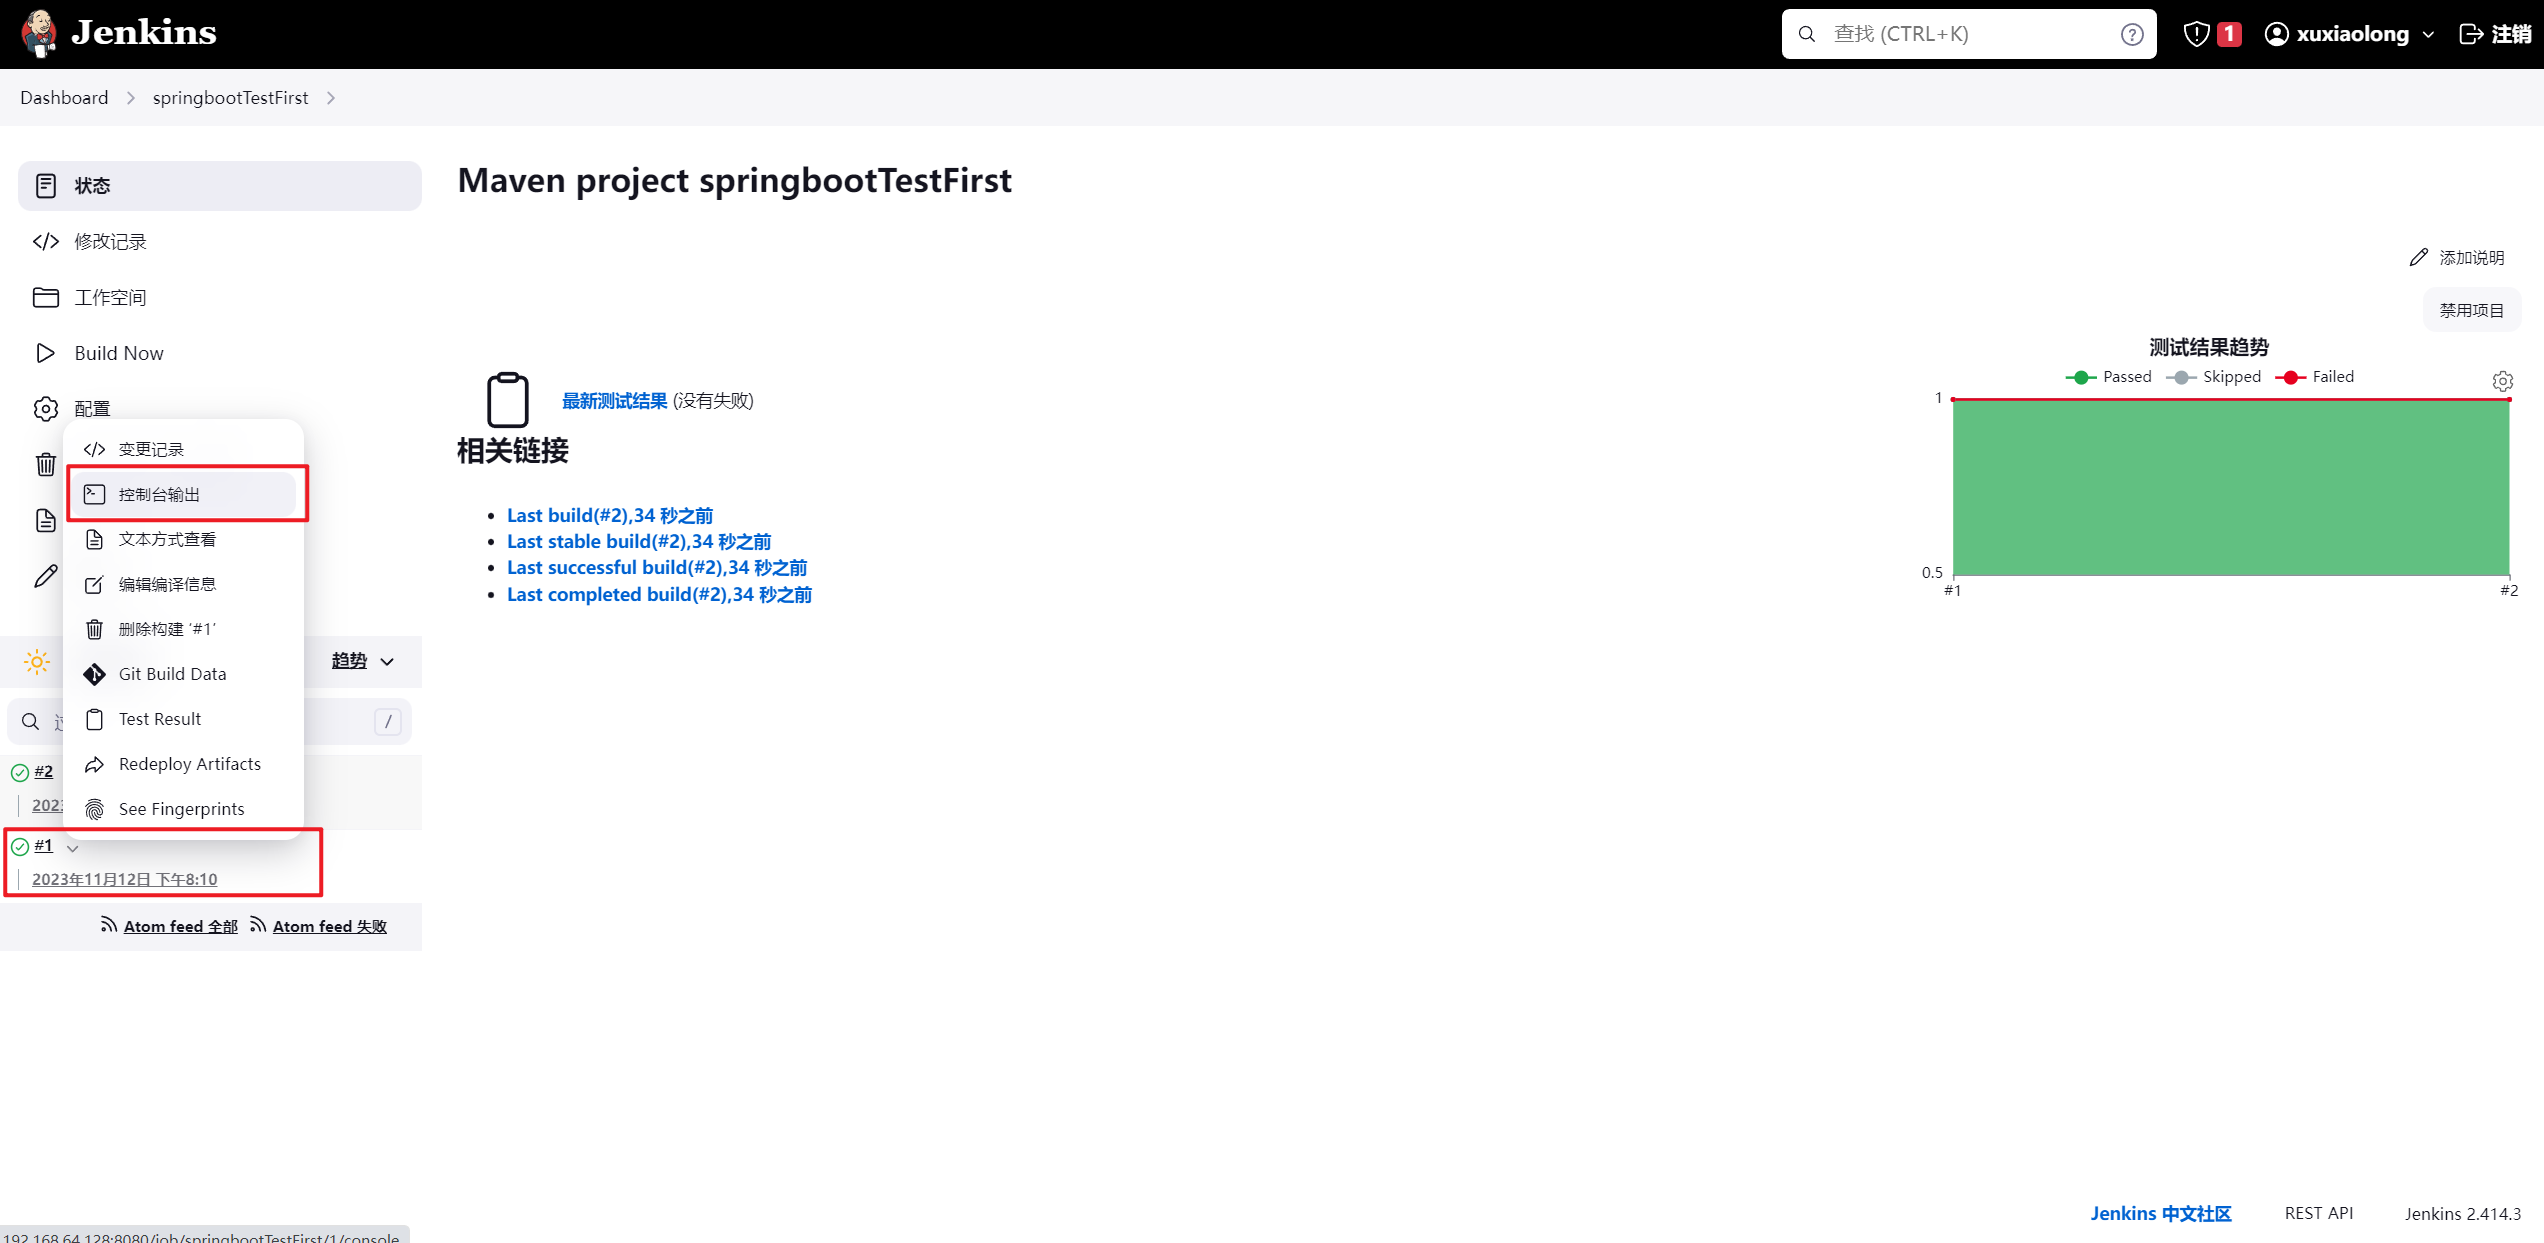 Jenkins
查找 (CTRL+K)
1
xuxiaolong
注销
Dashboard
springbootTestFirst
状态
修改记录
工作空间
Build Now
配置
变更记录
控制台输出
文本方式查看
编辑编译信息
删除构建 ‘#1’
Git Build Data
Test Result
Redeploy Artifacts
See Fingerprints
趋势
/
#2
2023
#1
2023年11月12日 下午8:10
Atom feed 全部
Atom feed 失败
Maven project springbootTestFirst
添加说明
禁用项目
最新测试结果 (没有失败)
相关链接
Last build(#2),34 秒之前
Last stable build(#2),34 秒之前
Last successful build(#2),34 秒之前
Last completed build(#2),34 秒之前
测试结果趋势
Passed
Skipped
Failed
1
0.5
#1
#2
Jenkins 中文社区
REST API
Jenkins 2.414.3
192.168.64.128:8080/job/springbootTestFirst/1/console